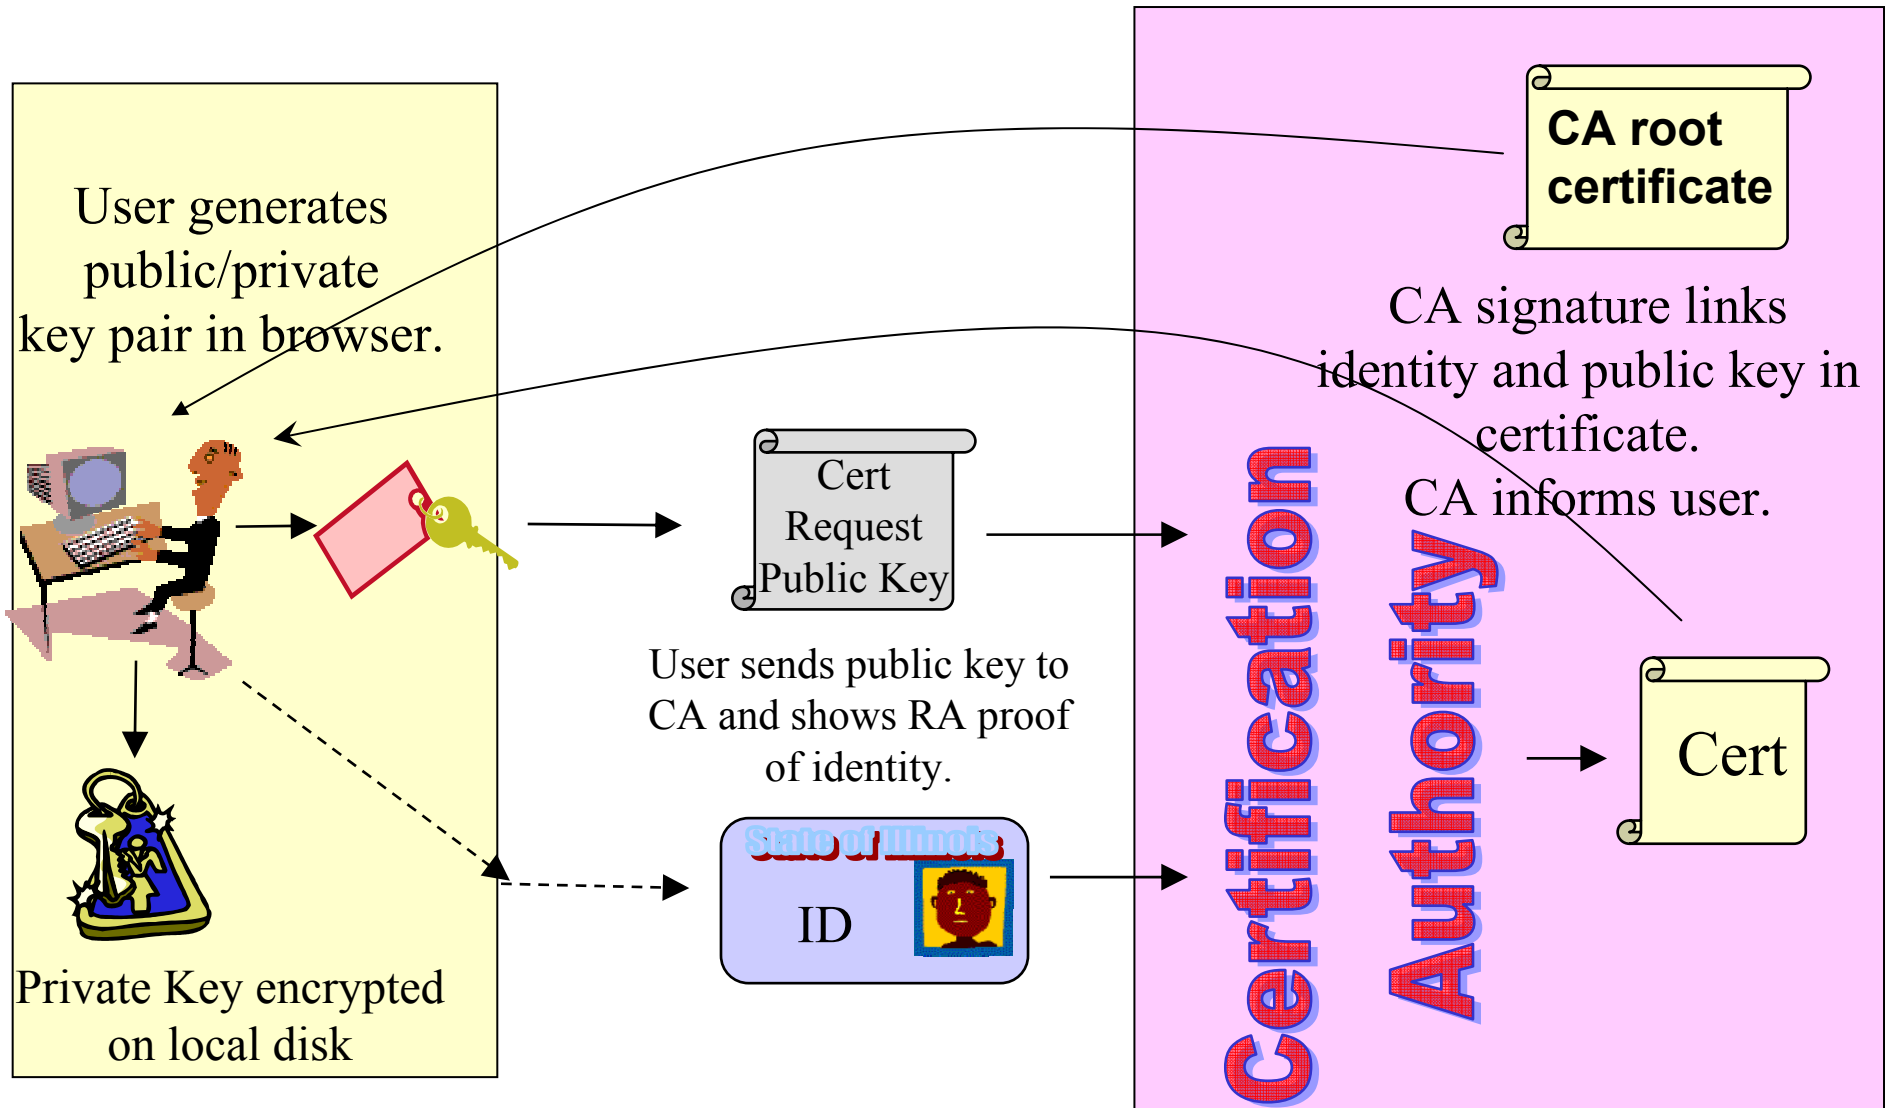 User generates
public/private
key pair in browser.
Private Key encrypted
on local disk
Cert
Request
Public Key
User sends public key to
CA and shows RA proof
of identity.
State of Illinois
ID
Certification
Authority
CA root
certificate
CA signature links
identity and public key in
certificate.
CA informs user.
Cert